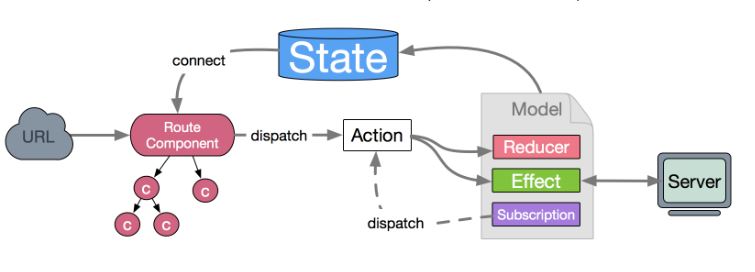 State
connect
Model
URL
Route
Component
dispatch
Action
Reducer
Effect
Server
Subscription
dispatch
C
C
C
C